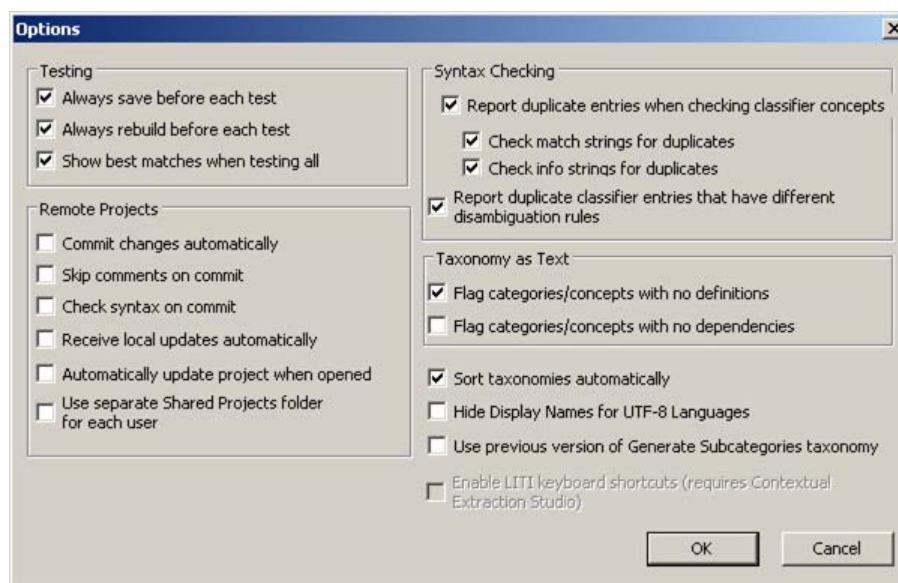 Options
Testing
Always save before each test
Always rebuild before each test
Show best matches when testing all
Remote Projects
Commit changes automatically
Skip comments on commit
Check syntax on commit
Receive local updates automatically
Automatically update project when opened
Use separate Shared Projects folder
for each user
Syntax Checking
Report duplicate entries when checking classifier concepts
Check match strings for duplicates
Check info strings for duplicates
Report duplicate classifier entries that have different
disambiguation rules
Taxonomy as Text
Flag categories/concepts with no definitions
Flag categories/concepts with no dependencies
Sort taxonomies automatically
Hide Display Names for UTF-8 Languages
Use previous version of Generate Subcategories taxonomy
Enable LITI keyboard shortcuts (requires Contextual
Extraction Studio)
OK
Cancel